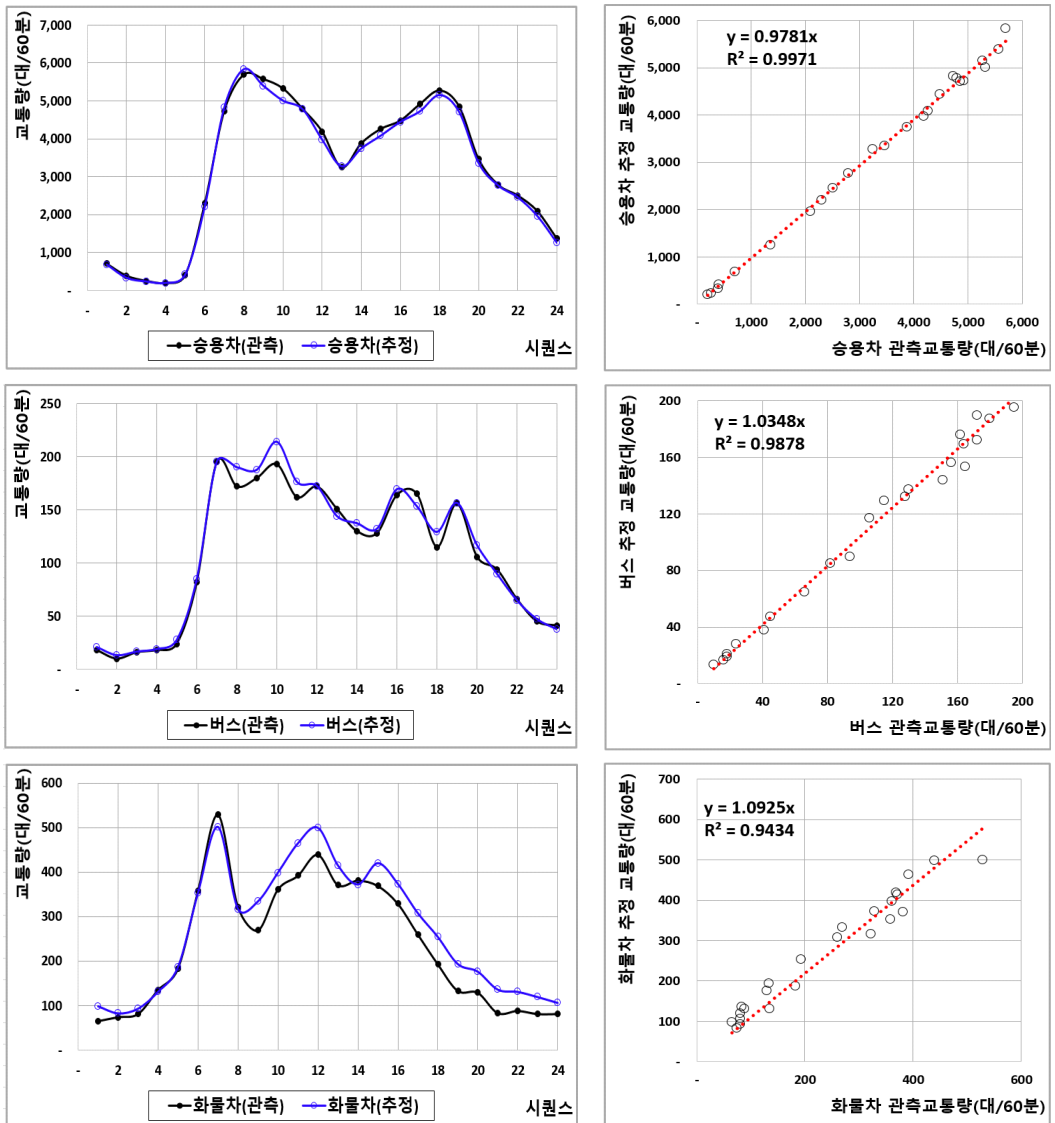 교통량(대/60분)
7,000
6,000
5,000
4,000
3,000
2,000
1,000
-
- 2 4 6 8 10 12 14 16 18 20 22 24
승용차(관측) 승용차(추정)
시퀀스
승용차 추정 교통량(대/60분)
6,000
5,000
4,000
3,000
2,000
1,000
-
y = 0.9781x
R² = 0.9971
- 1,000 2,000 3,000 4,000 5,000 6,000
승용차 관측교통량(대/60분)
교통량(대/60분)
250
200
150
100
50
-
- 2 4 6 8 10 12 14 16 18 20 22 24
버스(관측) 버스(추정)
시퀀스
버스 추정 교통량(대/60분)
200
160
120
80
40
-
y = 1.0348x
R² = 0.9878
- 40 80 120 160 200
버스 관측교통량(대/60분)
교통량(대/60분)
600
500
400
300
200
100
-
- 2 4 6 8 10 12 14 16 18 20 22 24
화물차(관측) 화물차(추정)
시퀀스
화물차 추정 교통량(대/60분)
700
600
500
400
300
200
100
-
y = 1.0925x
R² = 0.9434
- 200 400 600
화물차 관측교통량(대/60분)